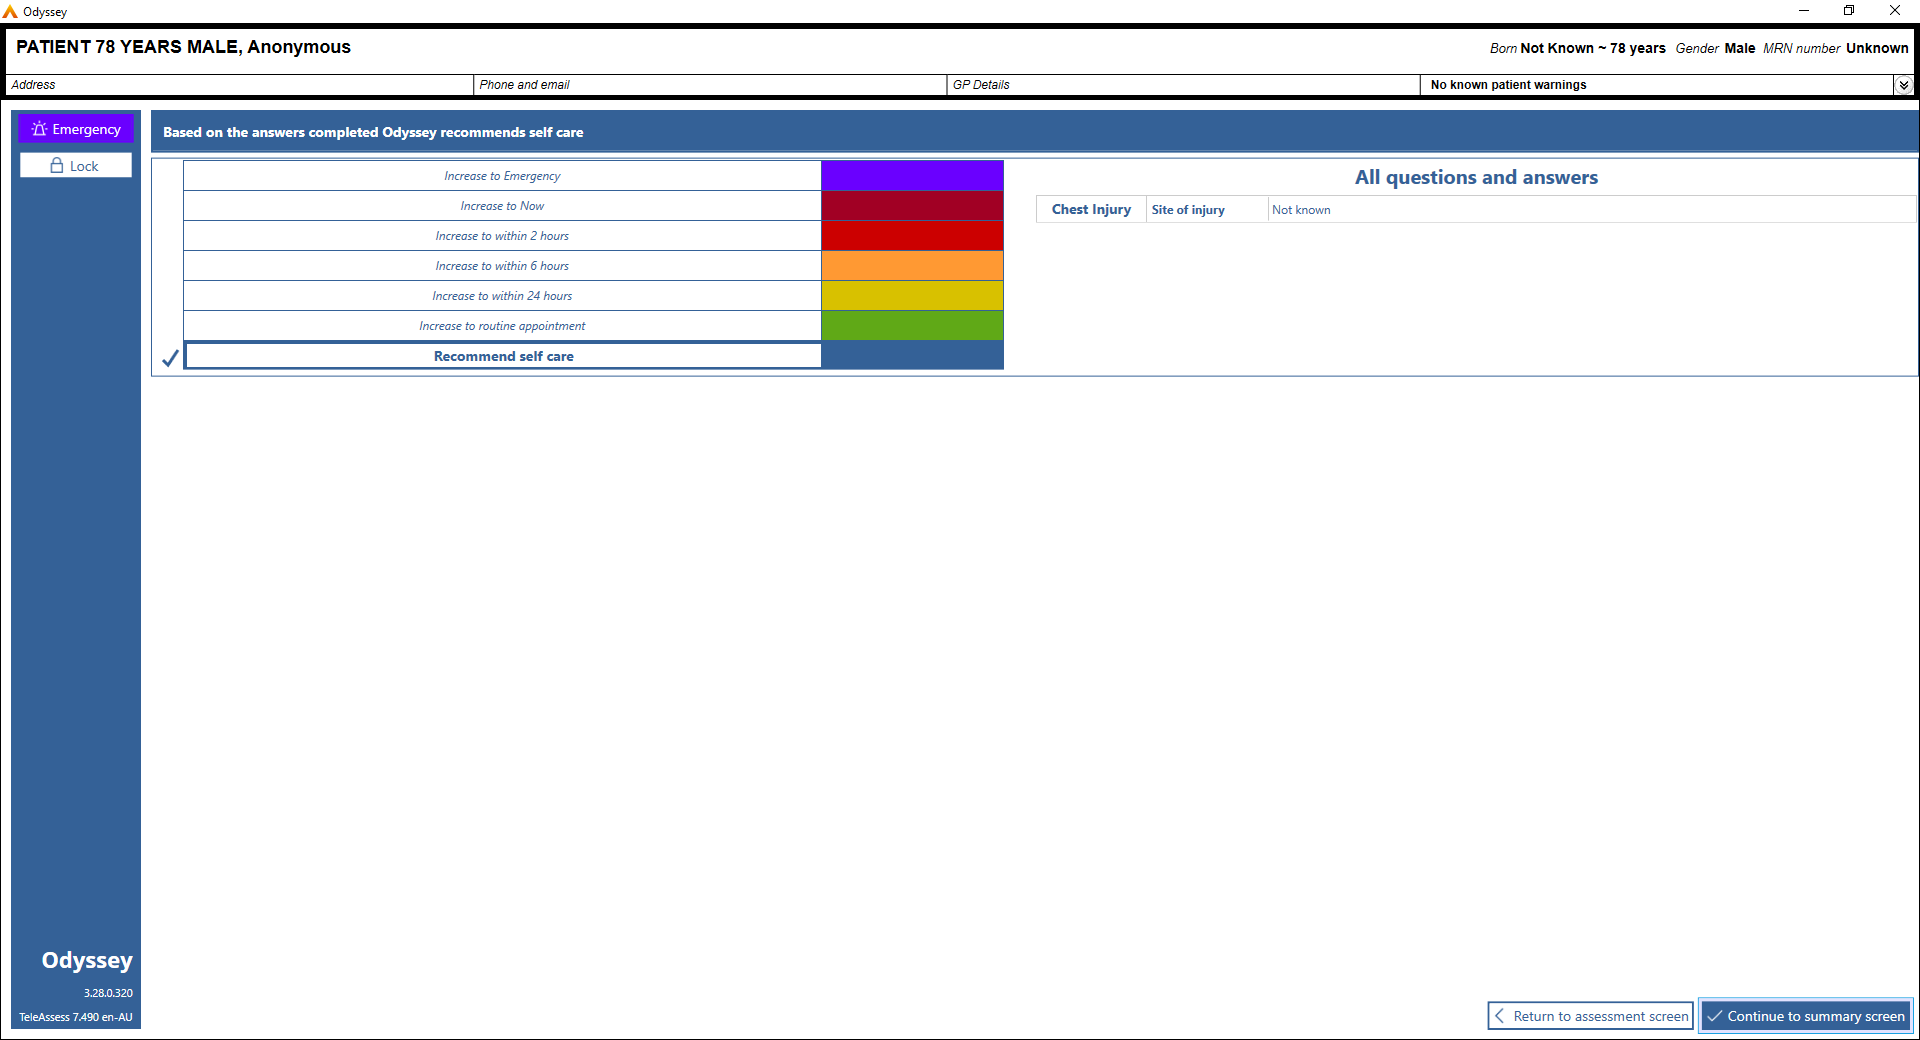 Odyssey
PATIENT 78 YEARS MALE, Anonymous
Born Not Known ~ 78 years Gender Male MRN number Unknown
Address
Phone and email
GP Details
No known patient warnings
Emergency
Lock
Based on the answers completed Odyssey recommends self care
Increase to Emergency
Increase to Now
Increase to within 2 hours
Increase to within 6 hours
Increase to within 24 hours
Increase to routine appointment
Recommend self care
All questions and answers
Chest Injury Site of injury Not known
Odyssey
3.28.0.320
TeleAssess 7.490 en-AU
Return to assessment screen
Continue to summary screen